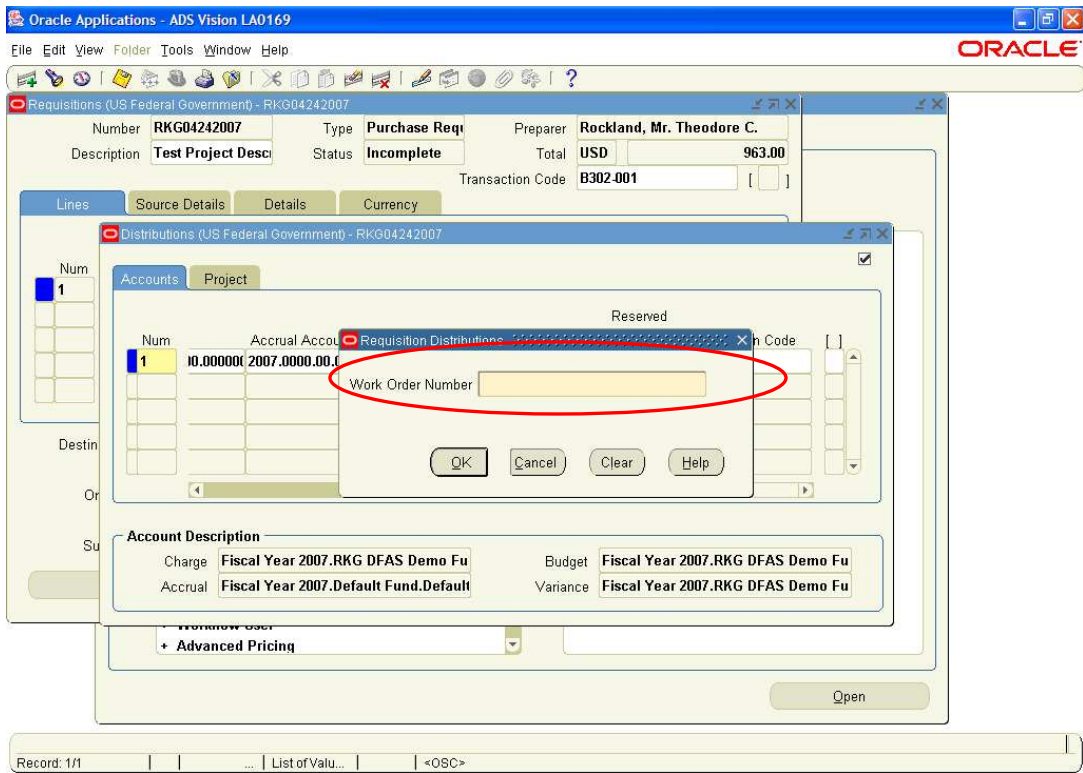 Oracle Applications - ADS Vision LA0169
File Edit View Folder Tools Window Help
ORACLE
Requisitions (US Federal Government) - RKG04242007
Number RKG04242007 Type Purchase Requ Preparer Rockland, Mr. Theodore C.
Description Test Project Descr Status Incomplete Total USD 963.00
Transaction Code B302-001 [ ]
Lines Source Details Details Currency
Distributions (US Federal Government) - RKG04242007
Num
1
Accounts Project
Reserved
Num Accrual Accou n Code [ ]
1 00.000000 2007.0000.00.0
Requisition Distributions
Work Order Number
OK Cancel Clear Help
Destin
Or
Su
Account Description
Charge Fiscal Year 2007.RKG DFAS Demo Fu Budget Fiscal Year 2007.RKG DFAS Demo Fu
Accrual Fiscal Year 2007.Default Fund.Default Variance Fiscal Year 2007.RKG DFAS Demo Fu
+ Workflow User
+ Advanced Pricing
Open
Record: 1/1 ... List of Valu... <OSC>